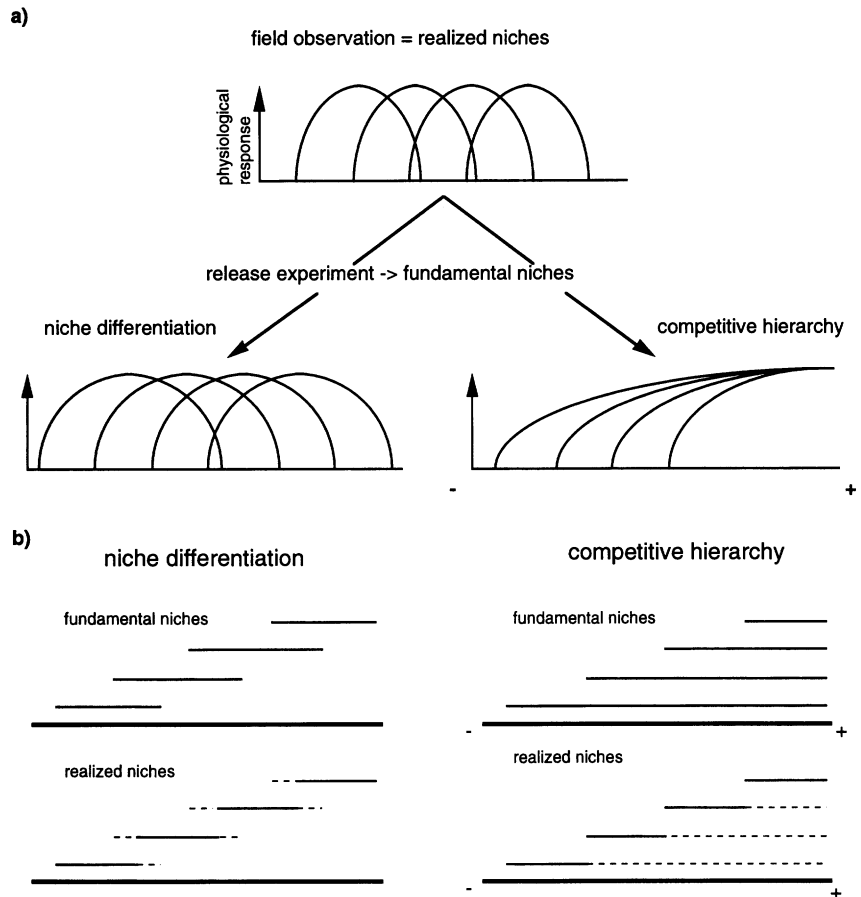 a)
field observation = realized niches
physiological
response
release experiment -> fundamental niches
niche differentiation
competitive hierarchy
-
+
b)
niche differentiation
competitive hierarchy
fundamental niches
fundamental niches
-
+
realized niches
realized niches
-
+